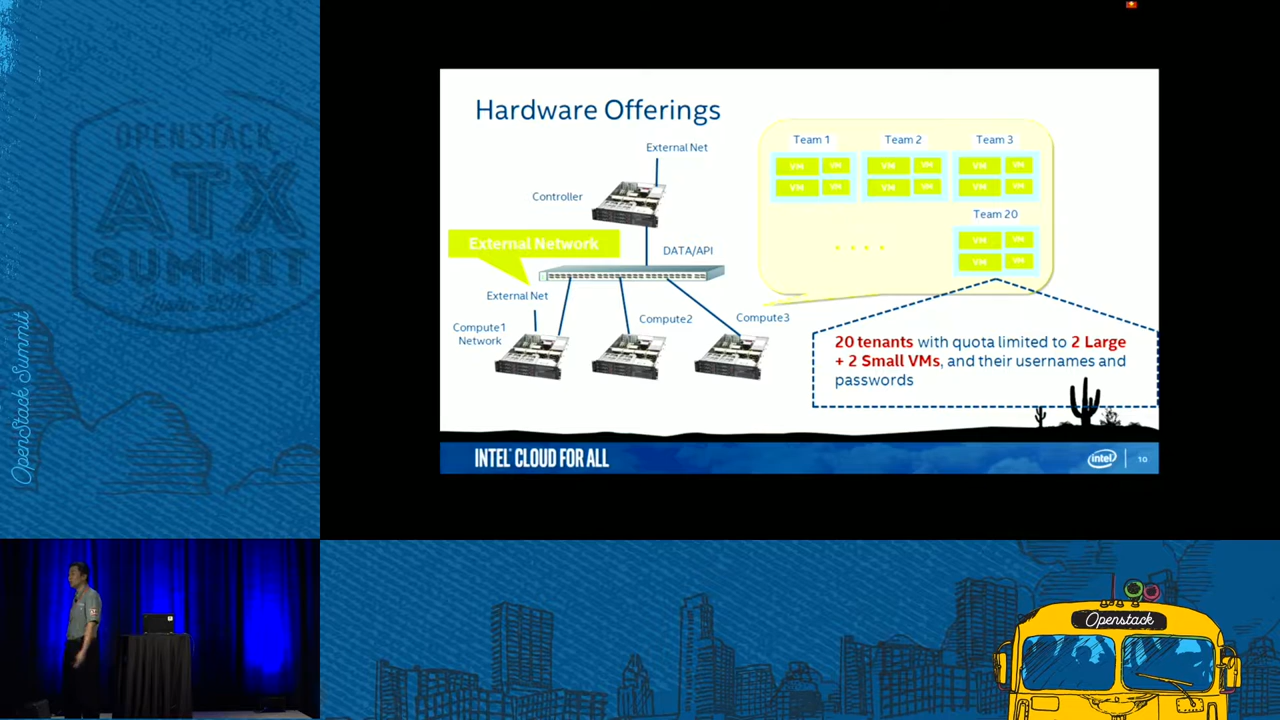 OPENSTACK
ATX
SUMMIT
OpenStack Summit
Hardware Offerings
External Net
Controller
External Network
DATA/API
External Net
Compute1
Network
Compute2
Compute3
Team 1
Team 2
Team 3
VM VM VM VM VM VM
VM VM VM VM VM VM
Team 20
VM VM
VM VM
20 tenants with quota limited to 2 Large
+ 2 Small VMs, and their usernames and
passwords
INTEL® CLOUD FOR ALL
intel
10
Openstack